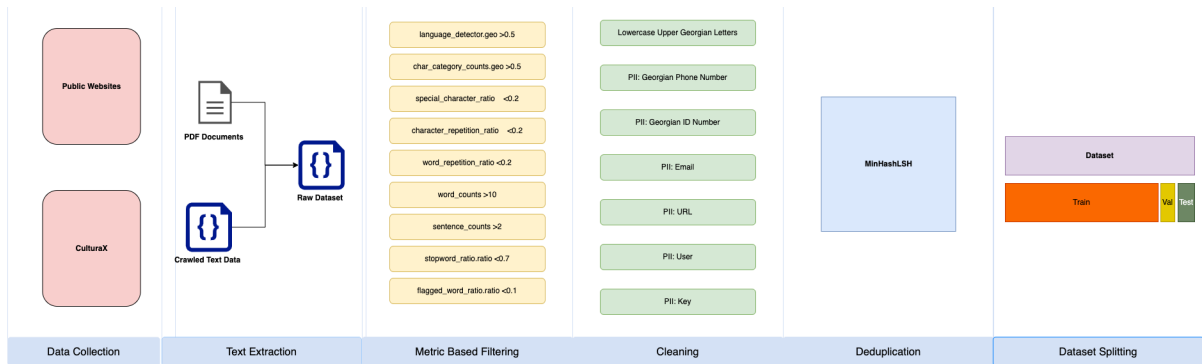 Public Websites
CulturaX
Data Collection
PDF Documents
Crawled Text Data
Raw Dataset
Text Extraction
language_detector.geo >0.5
char_category_counts.geo >0.5
special_character_ratio <0.2
character_repetition_ratio <0.2
word_repetition_ratio <0.2
word_counts >10
sentence_counts >2
stopword_ratio.ratio <0.7
flagged_word_ratio.ratio <0.1
Metric Based Filtering
Lowercase Upper Georgian Letters
PII: Georgian Phone Number
PII: Georgian ID Number
PII: Email
PII: URL
PII: User
PII: Key
Cleaning
MinHashLSH
Deduplication
Dataset
Train Val Test
Dataset Splitting